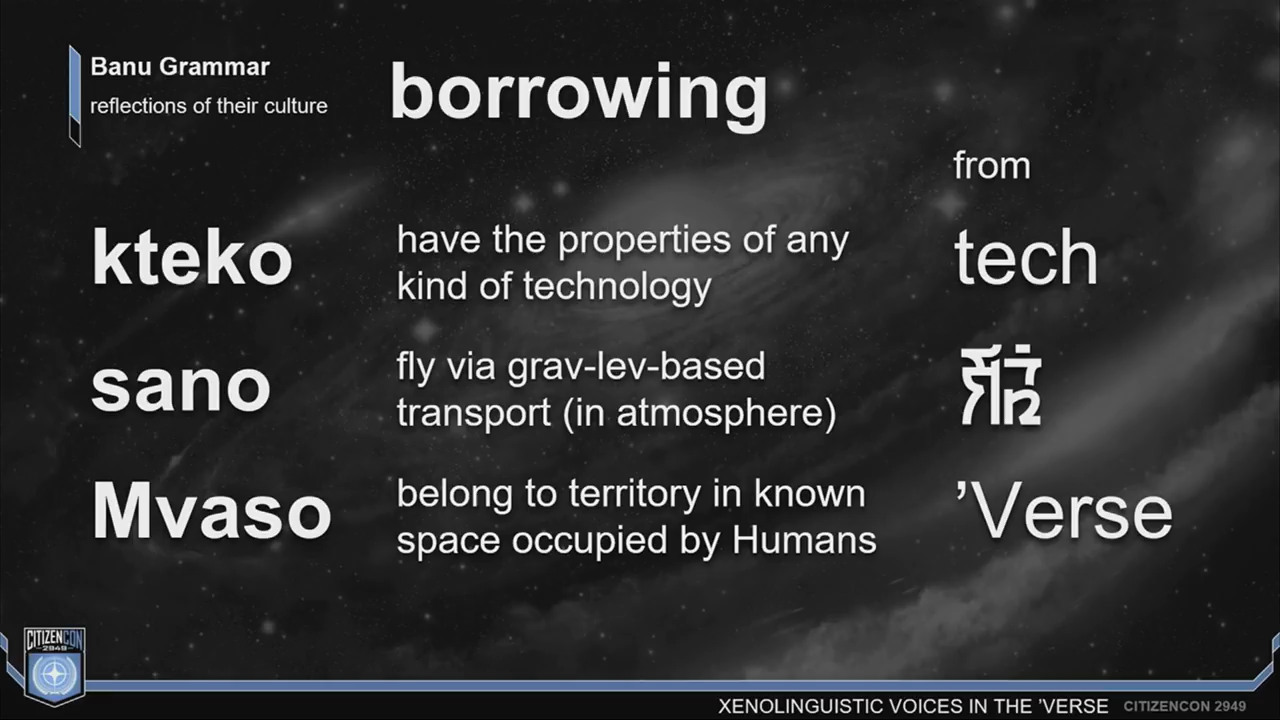 Banu Grammar
reflections of their culture
borrowing
from
kteko
have the properties of any
kind of technology
tech
sano
fly via grav-lev-based
transport (in atmosphere)
Mvaso
belong to territory in known
space occupied by Humans
’Verse
CITIZENCON
2949
XENOLINGUISTIC VOICES IN THE ’VERSE CITIZENCON 2949